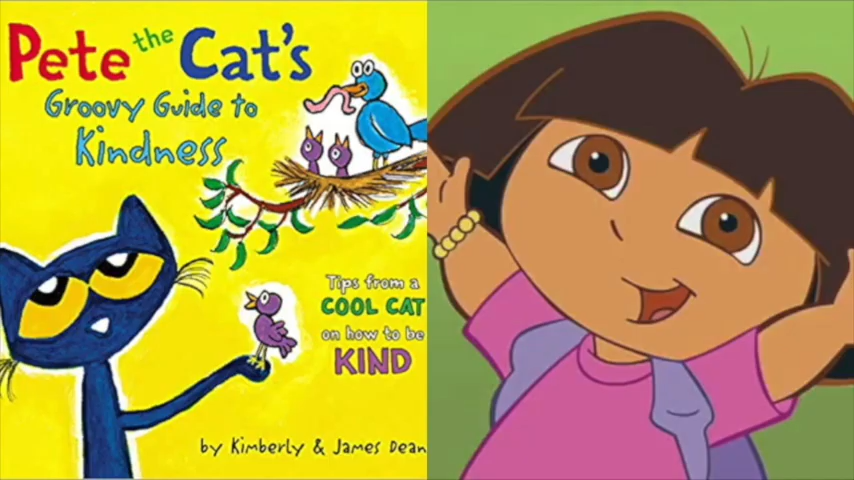 Pete the Cat's
Groovy Guide to
Kindness
Tips from a
COOL CAT
on how to be
KIND
by Kimberly & James Dean